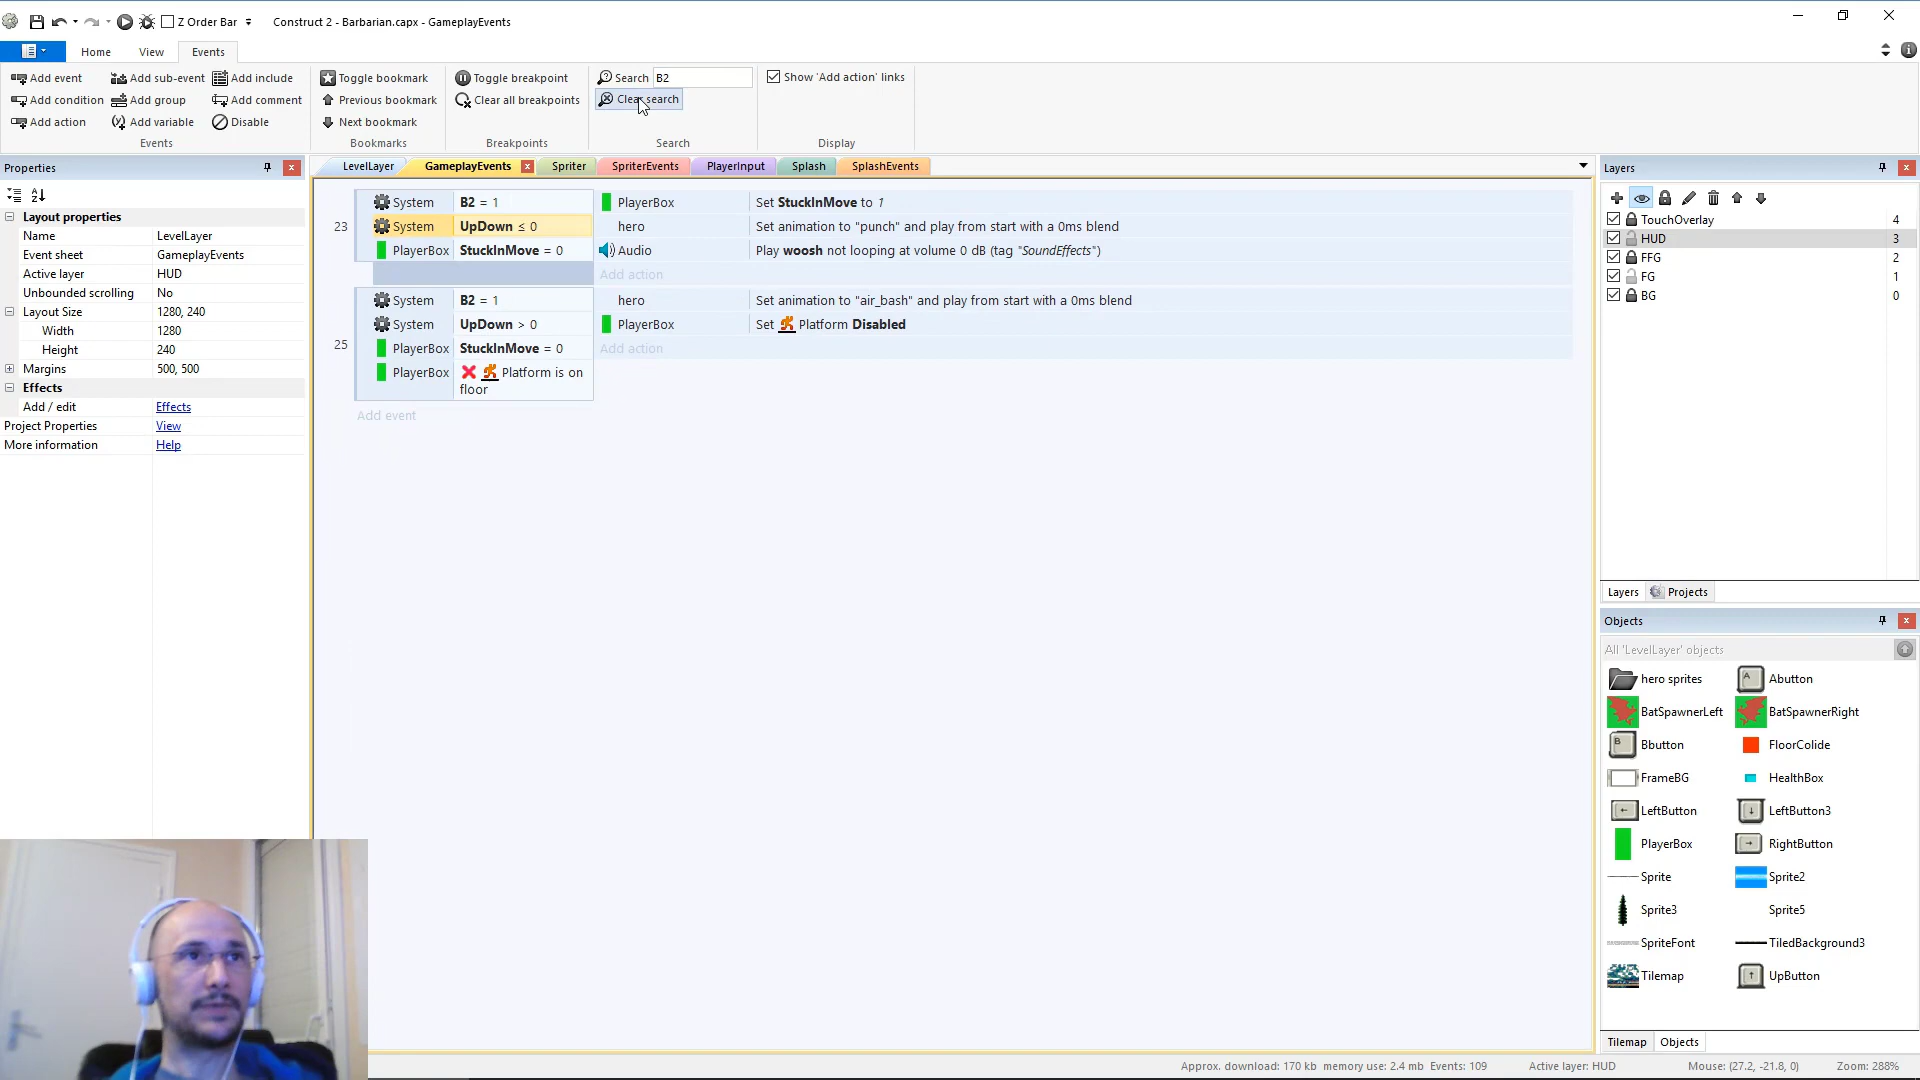 Z Order Bar
Construct 2 - Barbarian.capx - GameplayEvents
Home
View
Events
Add event
Add sub-event
Add include
Add condition
Add group
Add comment
Add action
Add variable
Disable
Events
Toggle bookmark
Previous bookmark
Next bookmark
Bookmarks
Toggle breakpoint
Clear all breakpoints
Breakpoints
Search B2
Clear search
Search
Show 'Add action' links
Display
Properties
LevelLayer
GameplayEvents
Spriter
SpriterEvents
PlayerInput
Splash
SplashEvents
Layout properties
Name LevelLayer
Event sheet GameplayEvents
Active layer HUD
Unbounded scrolling No
Layout Size 1280, 240
Width 1280
Height 240
Margins 500, 500
Effects
Add / edit Effects
Project Properties View
More information Help
23
System B2 = 1
System UpDown ≤ 0
PlayerBox StuckInMove = 0
PlayerBox Set StuckInMove to 1
hero Set animation to "punch" and play from start with a 0ms blend
Audio Play woosh not looping at volume 0 dB (tag "SoundEffects")
Add action
25
System B2 = 1
System UpDown > 0
PlayerBox StuckInMove = 0
PlayerBox Platform is on
floor
hero Set animation to "air_bash" and play from start with a 0ms blend
PlayerBox Set Platform Disabled
Add action
Add event
Layers
TouchOverlay 4
HUD 3
FFG 2
FG 1
BG 0
Layers
Projects
Objects
All 'LevelLayer' objects
hero sprites
A
Abutton
BatSpawnerLeft
BatSpawnerRight
B
Bbutton
FloorColide
FrameBG
HealthBox
LeftButton
LeftButton3
PlayerBox
RightButton
Sprite
Sprite2
Sprite3
Sprite5
SpriteFont
TiledBackground3
Tilemap
UpButton
Tilemap
Objects
Approx. download: 170 kb memory use: 2.4 mb Events: 109
Active layer: HUD
Mouse: (27.2, -21.8, 0)
Zoom: 288%